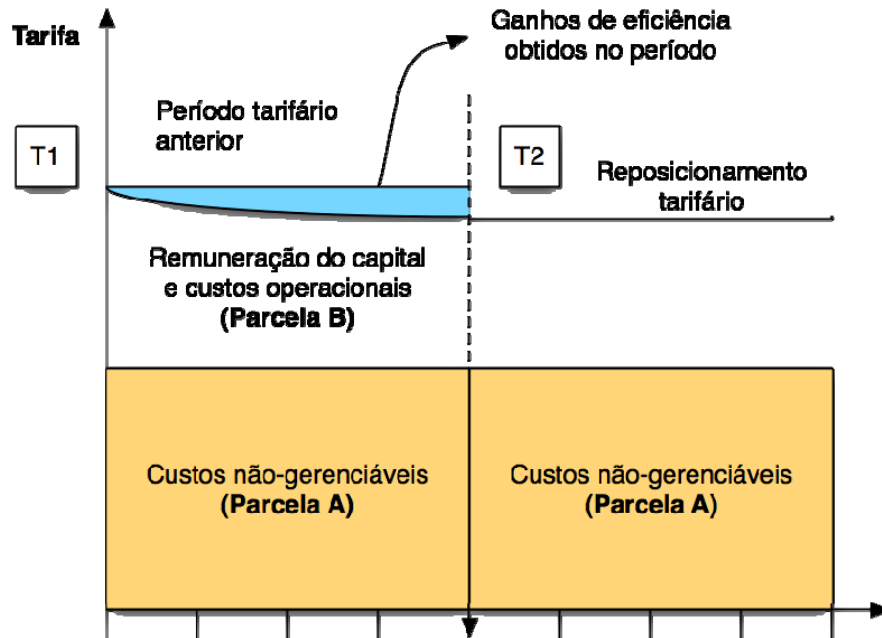 Tarifa
Ganhos de eficiência
obtidos no período
Período tarifário
anterior
T1
T2
Reposicionamento
tarifário
Remuneração do capital
e custos operacionais
(Parcela B)
Custos não-gerenciáveis
(Parcela A)
Custos não-gerenciáveis
(Parcela A)